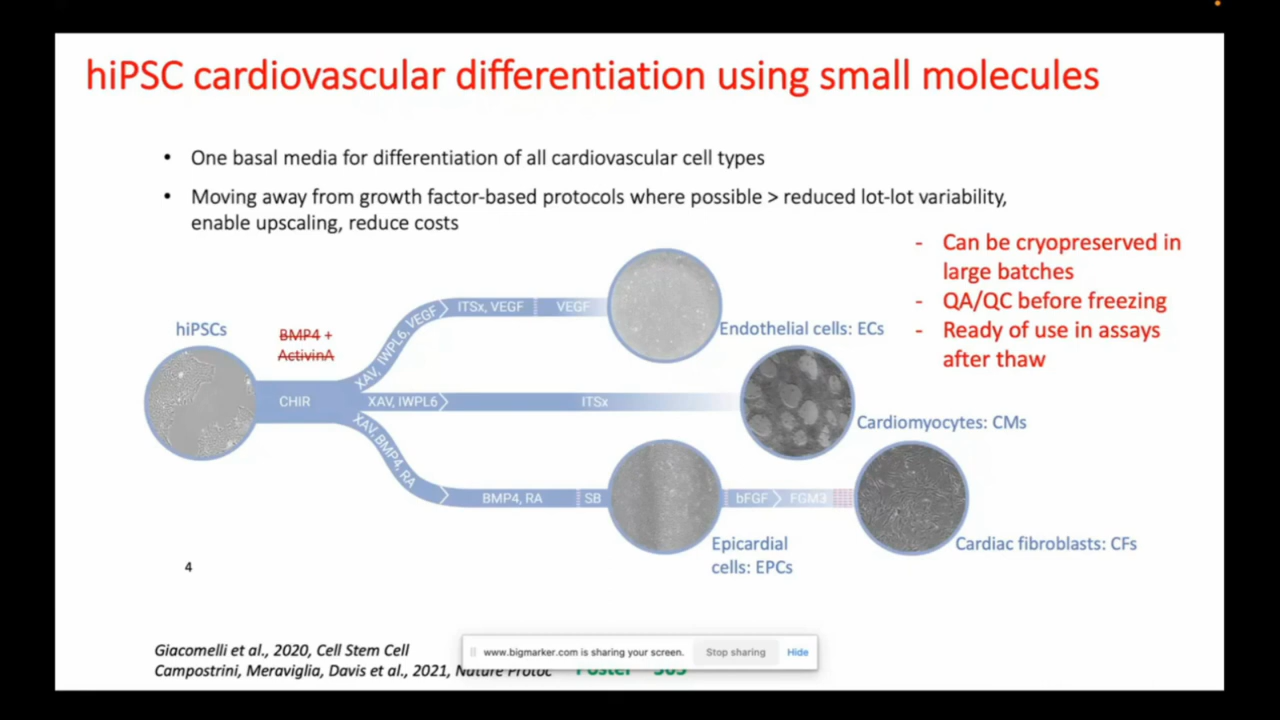 hiPSC cardiovascular differentiation using small molecules
• One basal media for differentiation of all cardiovascular cell types
• Moving away from growth factor-based protocols where possible > reduced lot-lot variability,
enable upscaling, reduce costs
- Can be cryopreserved in
large batches
- QA/QC before freezing
- Ready of use in assays
after thaw
hiPSCs
BMP4 +
ActivinA
CHIR
XAV, IWPL6, VEGF
ITSx, VEGF
VEGF
Endothelial cells: ECs
XAV, IWPL6
ITSx
Cardiomyocytes: CMs
XAV, BMP4, RA
BMP4, RA
SB
Epicardial
cells: EPCs
bFGF
FGM3
Cardiac fibroblasts: CFs
4
Giacomelli et al., 2020, Cell Stem Cell
Campostrini, Meraviglia, Davis et al., 2021, Nature Protoc
www.bigmarker.com is sharing your screen.
Stop sharing
Hide